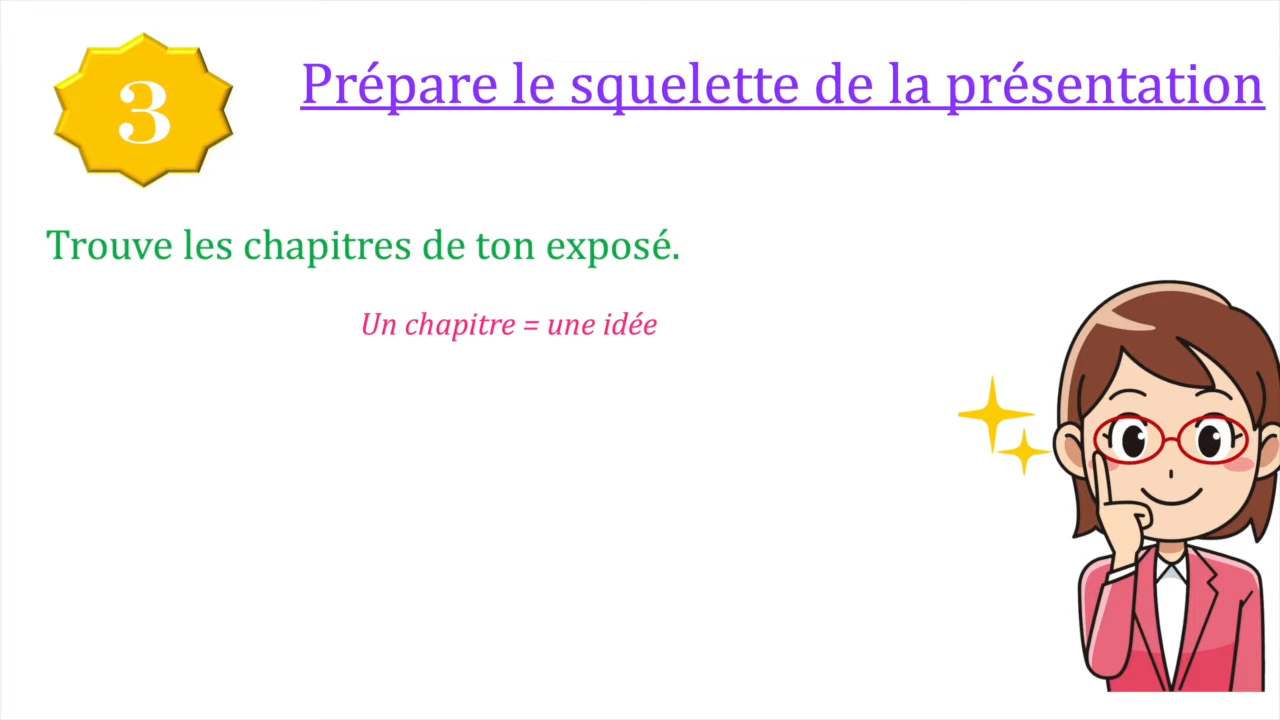 3
Prépare le squelette de la présentation
Trouve les chapitres de ton exposé.
Un chapitre = une idée